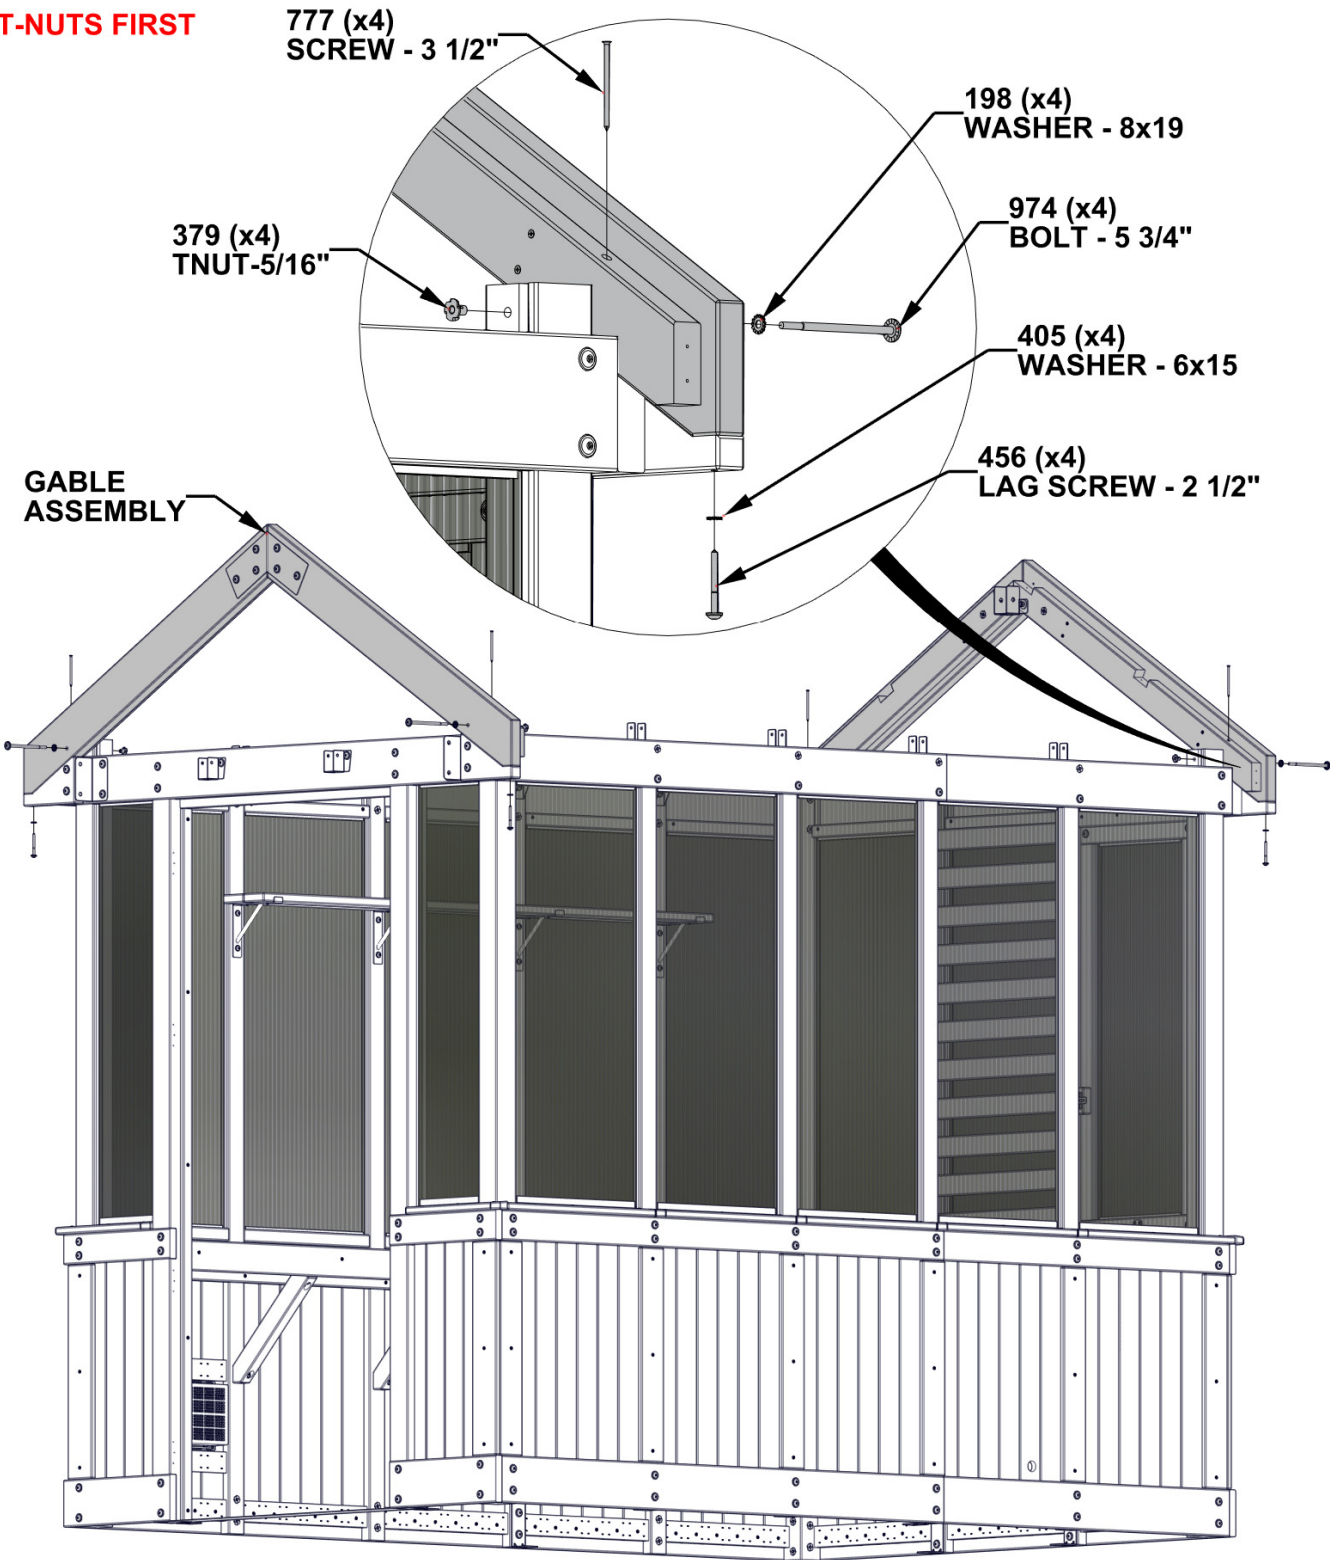 T-NUTS FIRST
777 (x4)
SCREW - 3 1/2"
198 (x4)
WASHER - 8x19
974 (x4)
BOLT - 5 3/4"
379 (x4)
TNUT-5/16"
405 (x4)
WASHER - 6x15
456 (x4)
LAG SCREW - 2 1/2"
GABLE
ASSEMBLY